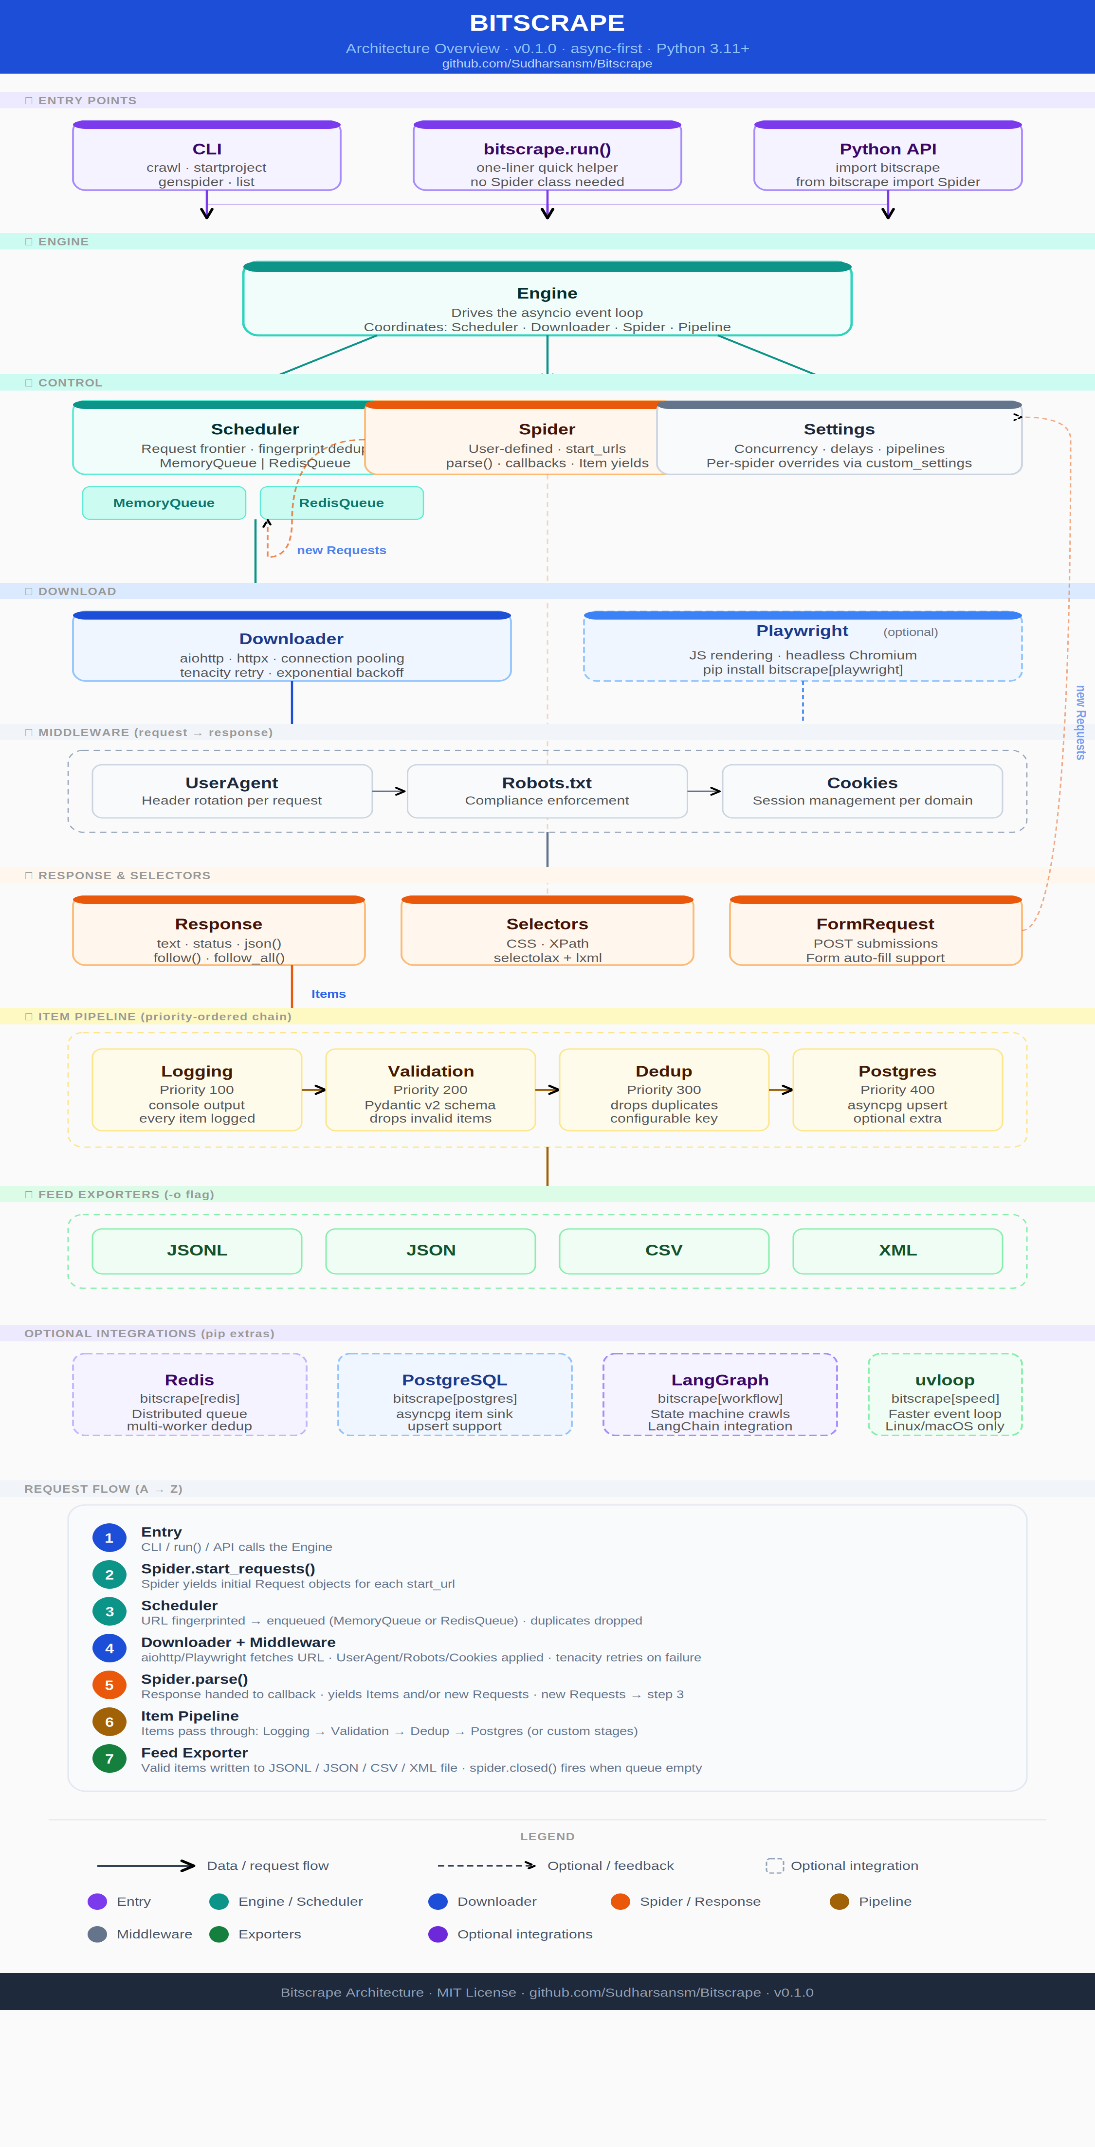 BITSCRAPE
Architecture Overview · v0.1.0 · async-first · Python 3.11+
github.com/Sudharsansm/Bitscrape
ENTRY POINTS
CLI
crawl · startproject
genspider · list
bitscrape.run()
one-liner quick helper
no Spider class needed
Python API
import bitscrape
from bitscrape import Spider
ENGINE
Engine
Drives the asyncio event loop
Coordinates: Scheduler · Downloader · Spider · Pipeline
CONTROL
Scheduler
Request frontier · fingerprint dedup
MemoryQueue | RedisQueue
Spider
User-defined · start_urls
parse() · callbacks · Item yields
Settings
Concurrency · delays · pipelines
Per-spider overrides via custom_settings
MemoryQueue
RedisQueue
new Requests
DOWNLOAD
Downloader
aiohttp · httpx · connection pooling
tenacity retry · exponential backoff
Playwright (optional)
JS rendering · headless Chromium
pip install bitscrape[playwright]
new Requests
MIDDLEWARE (request → response)
UserAgent
Header rotation per request
Robots.txt
Compliance enforcement
Cookies
Session management per domain
RESPONSE & SELECTORS
Response
text · status · json()
follow() · follow_all()
Selectors
CSS · XPath
selectolax + lxml
FormRequest
POST submissions
Form auto-fill support
Items
ITEM PIPELINE (priority-ordered chain)
Logging
Priority 100
console output
every item logged
Validation
Priority 200
Pydantic v2 schema
drops invalid items
Dedup
Priority 300
drops duplicates
configurable key
Postgres
Priority 400
asyncpg upsert
optional extra
FEED EXPORTERS (-o flag)
JSONL
JSON
CSV
XML
OPTIONAL INTEGRATIONS (pip extras)
Redis
bitscrape[redis]
Distributed queue
multi-worker dedup
PostgreSQL
bitscrape[postgres]
asyncpg item sink
upsert support
LangGraph
bitscrape[workflow]
State machine crawls
LangChain integration
uvloop
bitscrape[speed]
Faster event loop
Linux/macOS only
REQUEST FLOW (A → Z)
1 Entry
CLI / run() / API calls the Engine
2 Spider.start_requests()
Spider yields initial Request objects for each start_url
3 Scheduler
URL fingerprinted → enqueued (MemoryQueue or RedisQueue) · duplicates dropped
4 Downloader + Middleware
aiohttp/Playwright fetches URL · UserAgent/Robots/Cookies applied · tenacity retries on failure
5 Spider.parse()
Response handed to callback · yields Items and/or new Requests · new Requests → step 3
6 Item Pipeline
Items pass through: Logging → Validation → Dedup → Postgres (or custom stages)
7 Feed Exporter
Valid items written to JSONL / JSON / CSV / XML file · spider.closed() fires when queue empty
LEGEND
Data / request flow
Optional / feedback
Optional integration
Entry
Engine / Scheduler
Downloader
Spider / Response
Pipeline
Middleware
Exporters
Optional integrations
Bitscrape Architecture · MIT License · github.com/Sudharsansm/Bitscrape · v0.1.0